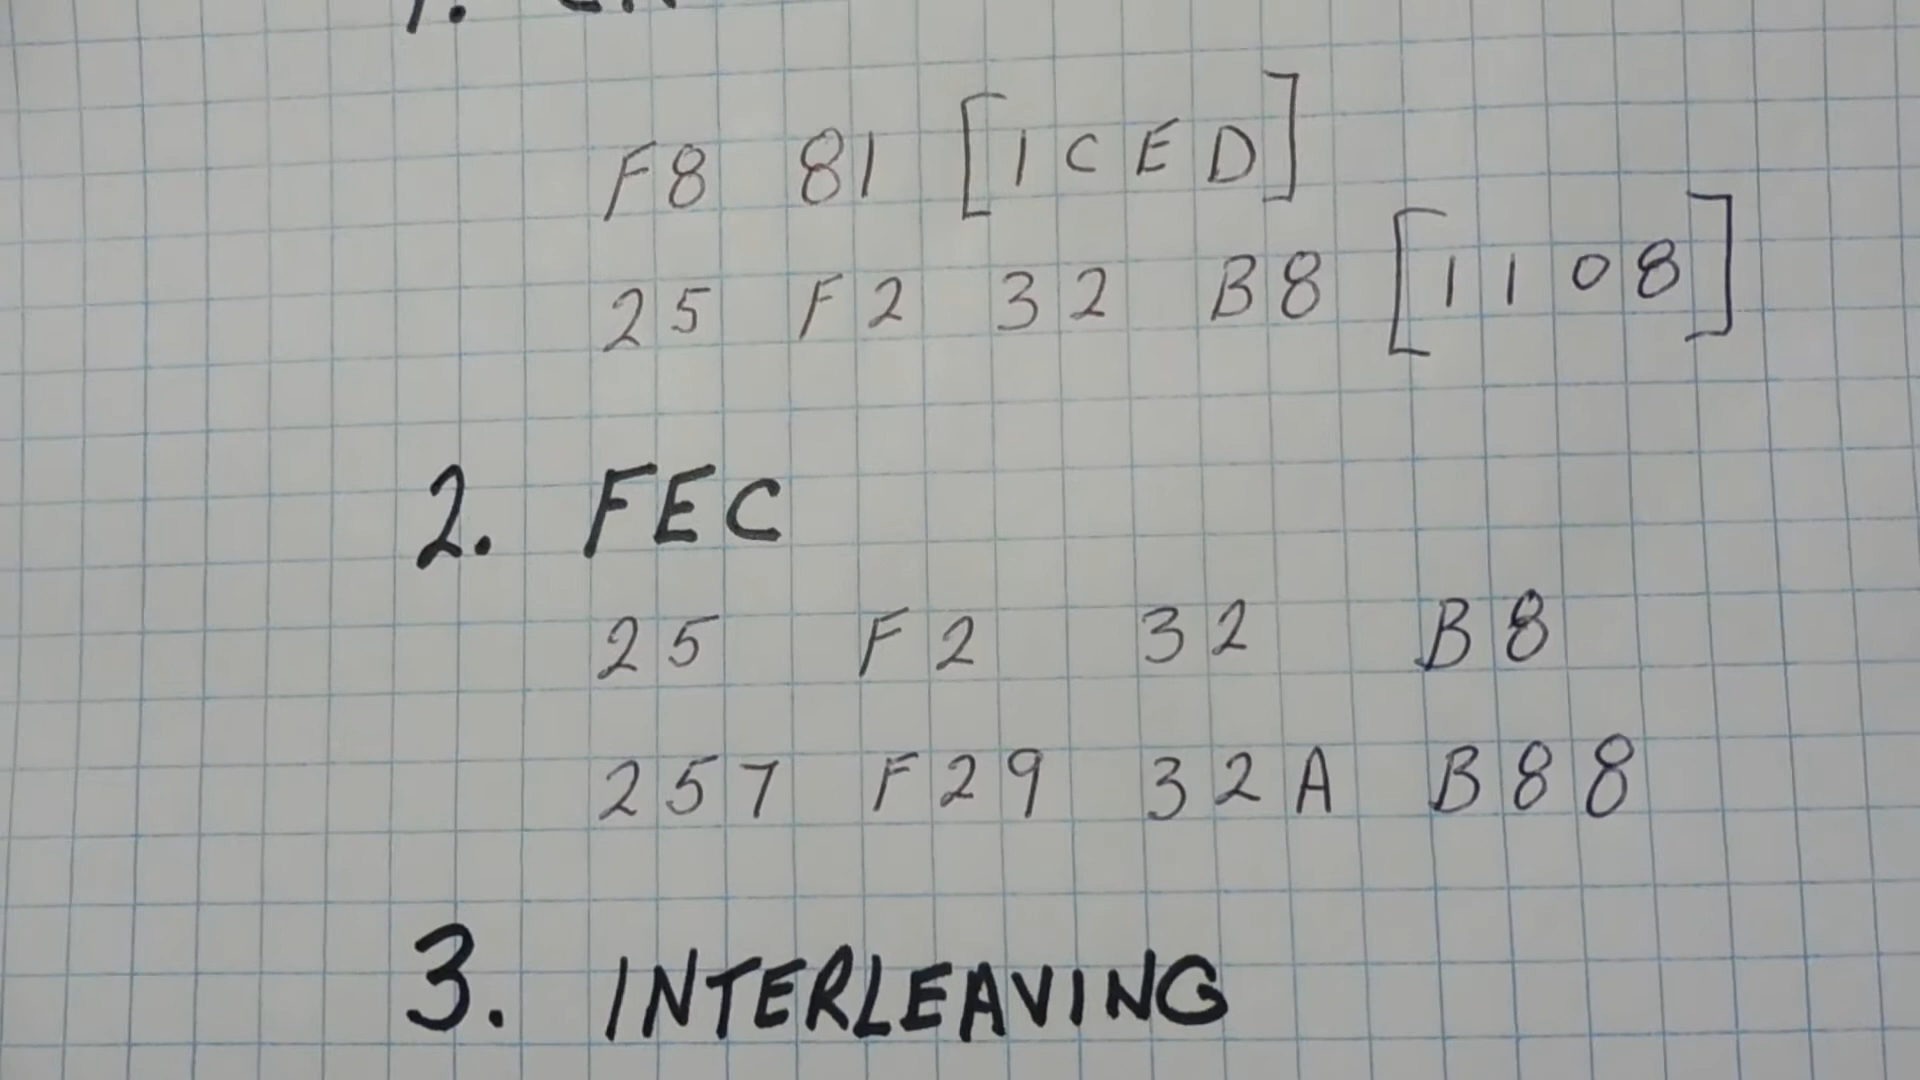 1.
F8 81 [1CED]
25 F2 32 B8 [1108]
2. FEC
25 F2 32 B8
257 F29 32A B88
3. INTERLEAVING